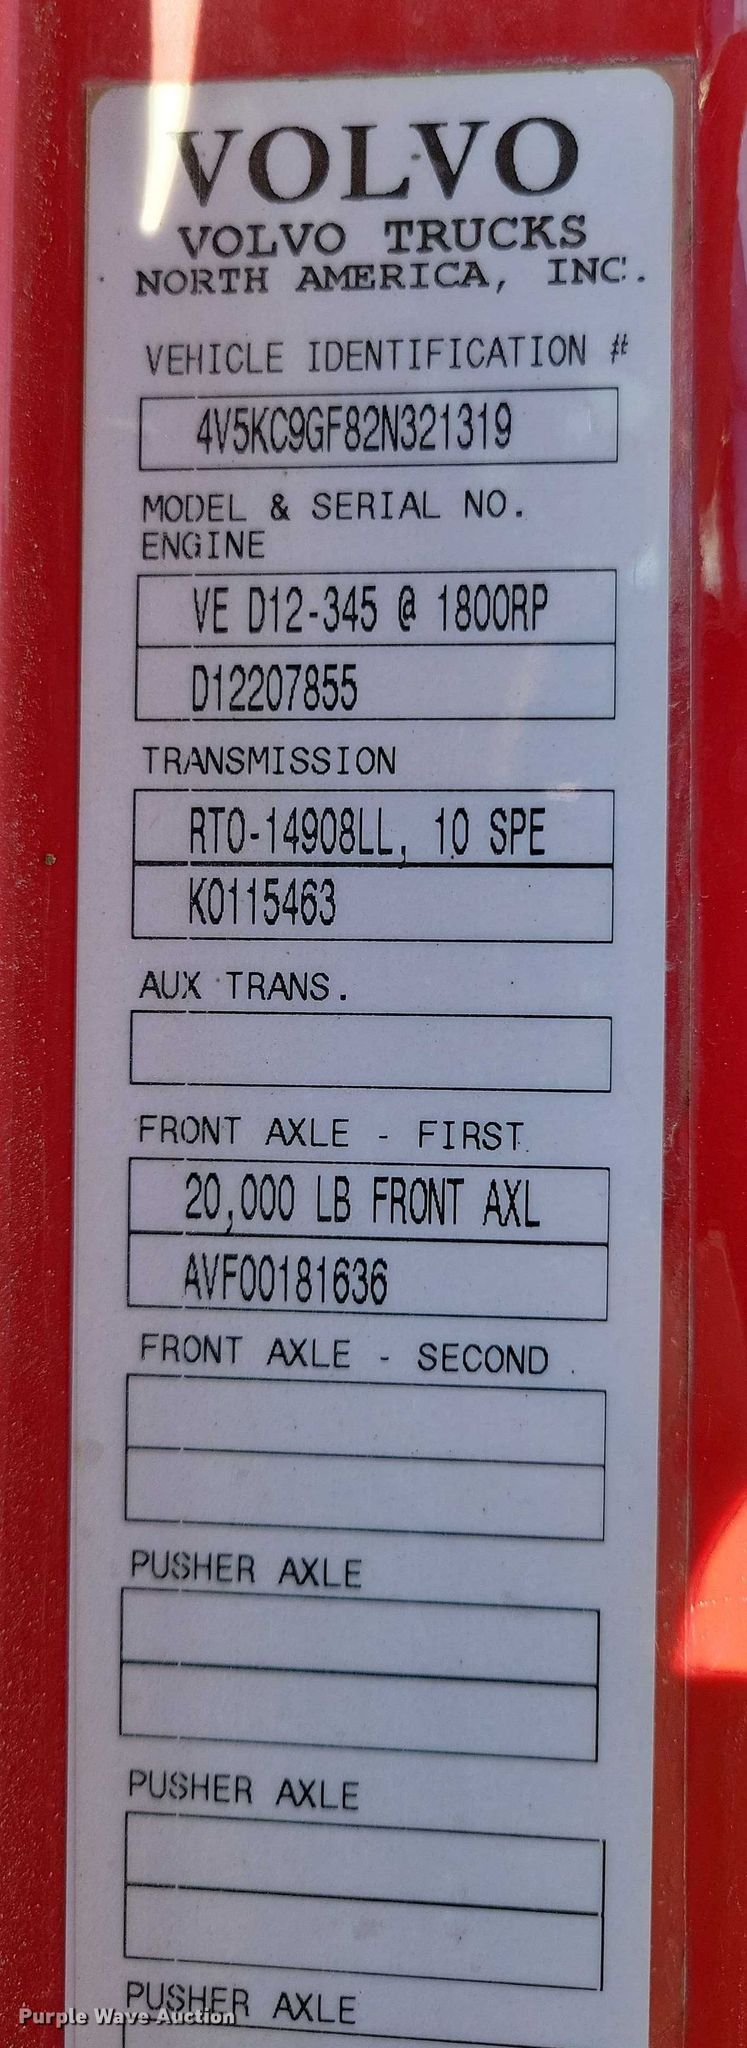 VOLVO
VOLVO TRUCKS
NORTH AMERICA, INC.
VEHICLE IDENTIFICATION #
4V5KC9GF82N321319
MODEL & SERIAL NO.
ENGINE
VE D12-345 @ 1800RP
D12207855
TRANSMISSION
RTO-14908LL, 10 SPE
K0115463
AUX TRANS.
FRONT AXLE - FIRST
20,000 LB FRONT AXL
AVF00181636
FRONT AXLE - SECOND
PUSHER AXLE
PUSHER AXLE
PUSHER AXLE
Purple Wave Auction